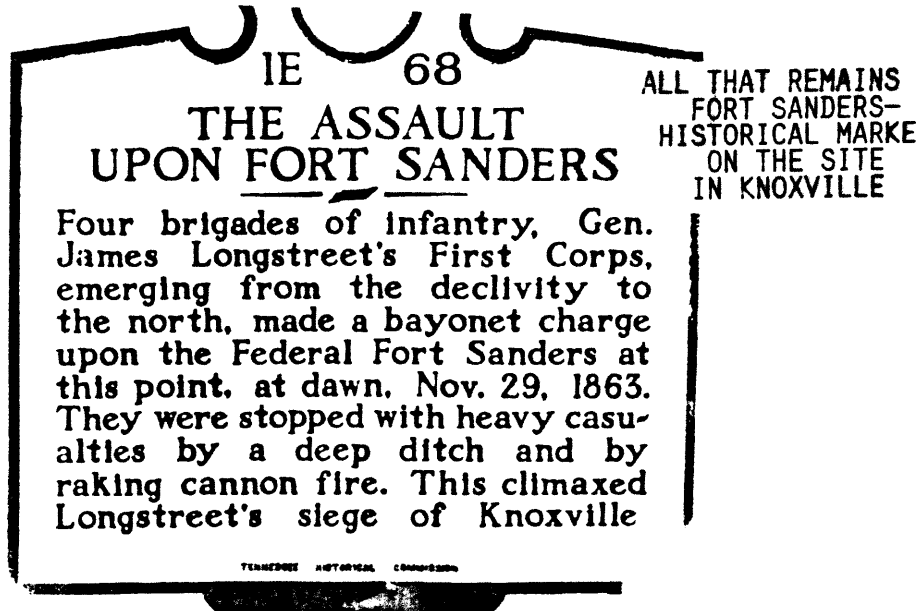 1E 68
THE ASSAULT
UPON FORT SANDERS
Four brigades of infantry, Gen.
James Longstreet's First Corps,
emerging from the declivity to
the north, made a bayonet charge
upon the Federal Fort Sanders at
this point, at dawn, Nov. 29, 1863.
They were stopped with heavy casu-
alties by a deep ditch and by
raking cannon fire. This climaxed
Longstreet's siege of Knoxville
TENNESSEE HISTORICAL COMMISSION
ALL THAT REMAINS
FORT SANDERS—
HISTORICAL MARKE
ON THE SITE
IN KNOXVILLE